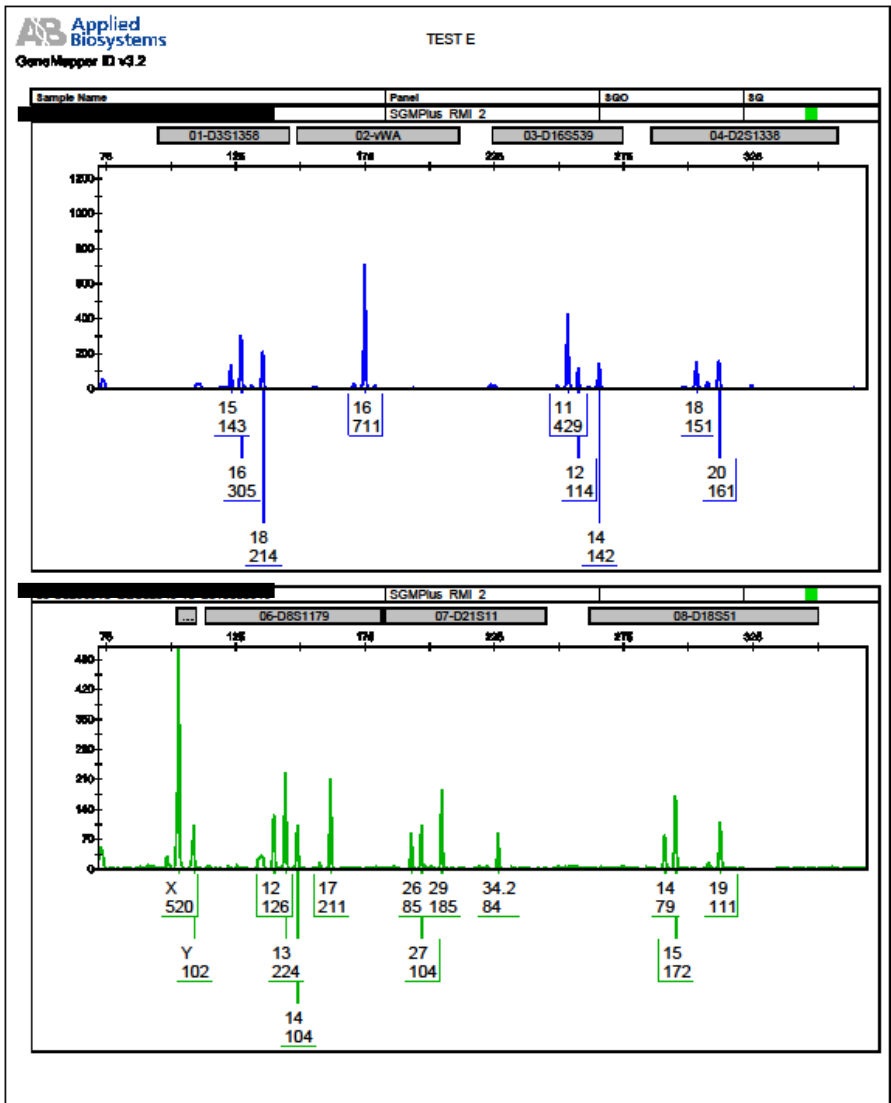 AB Applied
Biosystems
TEST E
GeneMapper ID v3.2
Sample Name Panel SQO SQ
SGMPlus_RMI_2
01-D3S1358 02-vWA 03-D16S539 04-D2S1338
75 125 175 225 275 325
1200
1000
800
600
400
200
0
15 16 11 18
143 711 429 151
16 12 20
305 114 161
18 14
214 142
SGMPlus_RMI_2
... 06-D8S1179 07-D21S11 08-D18S51
75 125 175 225 275 325
490
420
350
280
210
140
70
0
X 12 17 26 29 34.2 14 19
520 126 211 85 185 84 79 111
Y 13 27 15
102 224 104 172
14
104